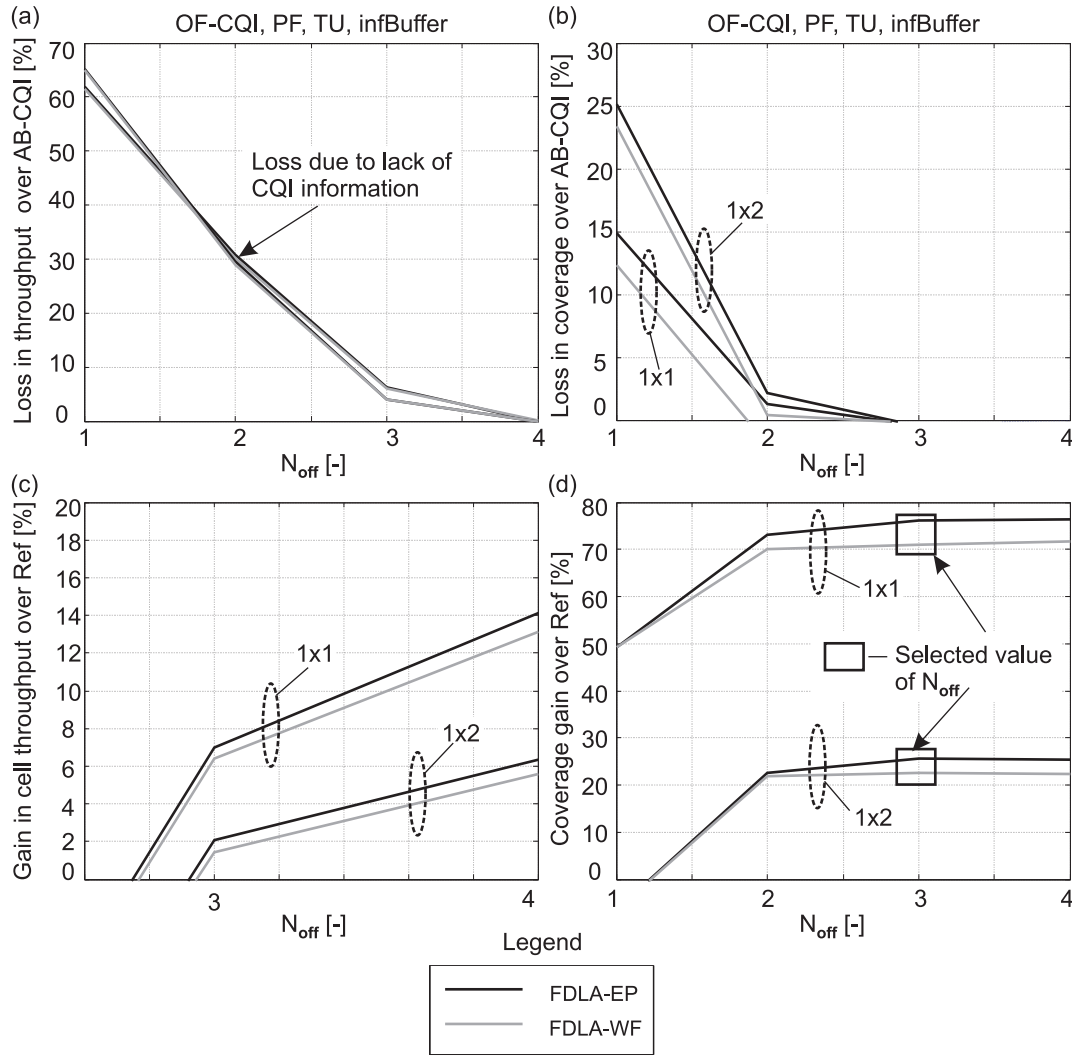 (a)
OF-CQI, PF, TU, infBuffer
Loss in throughput over AB-CQI [%]
70
60
50
40
30
20
10
0
Loss due to lack of
CQI information
1
2
3
4
N_off [-]
(b)
OF-CQI, PF, TU, infBuffer
Loss in coverage over AB-CQI [%]
30
25
20
15
10
5
0
1x2
1x1
1
2
3
4
N_off [-]
(c)
Gain in cell throughput over Ref [%]
20
18
16
14
12
10
8
6
4
2
0
1x1
1x2
3
4
N_off [-]
(d)
Coverage gain over Ref [%]
80
70
60
50
40
30
20
10
0
1x1
Selected value
of N_off
1x2
1
2
3
4
N_off [-]
Legend
FDLA-EP
FDLA-WF